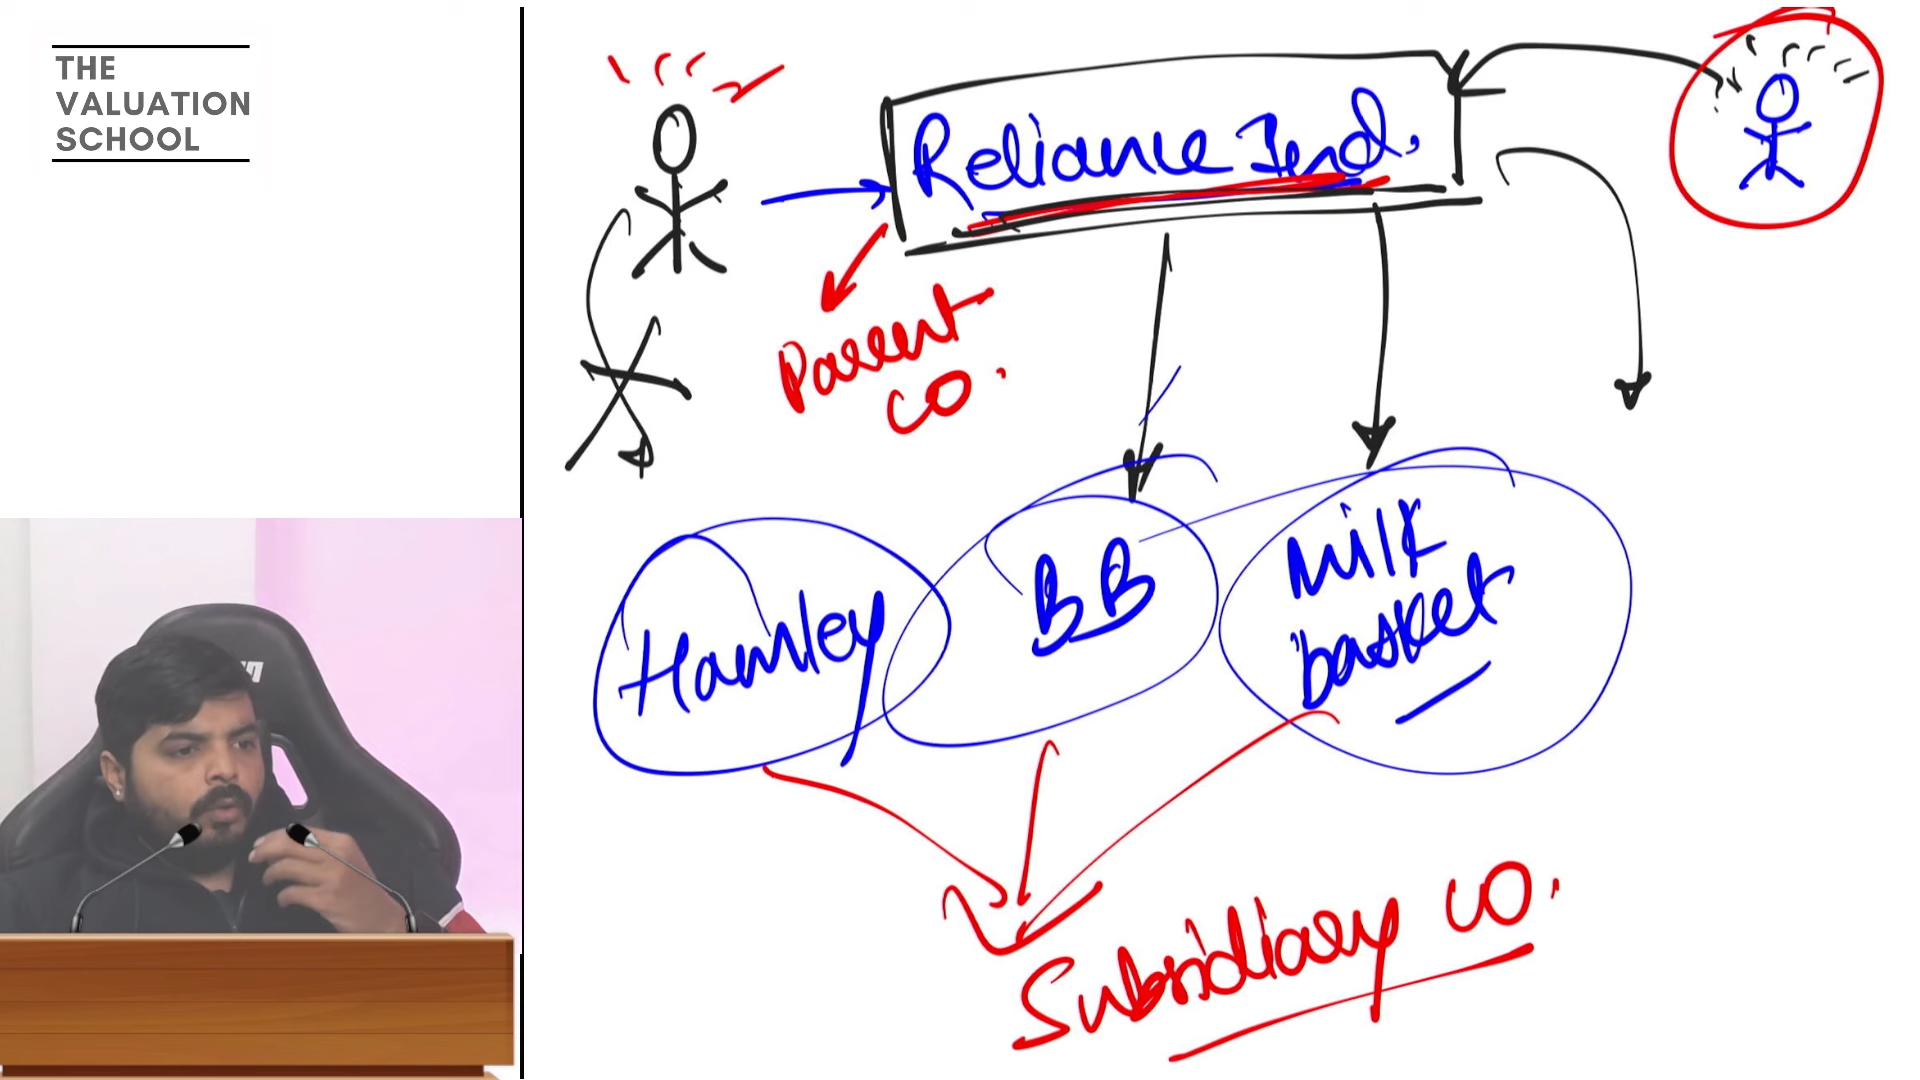 THE
VALUATION
SCHOOL
Reliance Ind.
Parent
CO.
Hamley
BB
Milk
basket
Subsidiary CO.